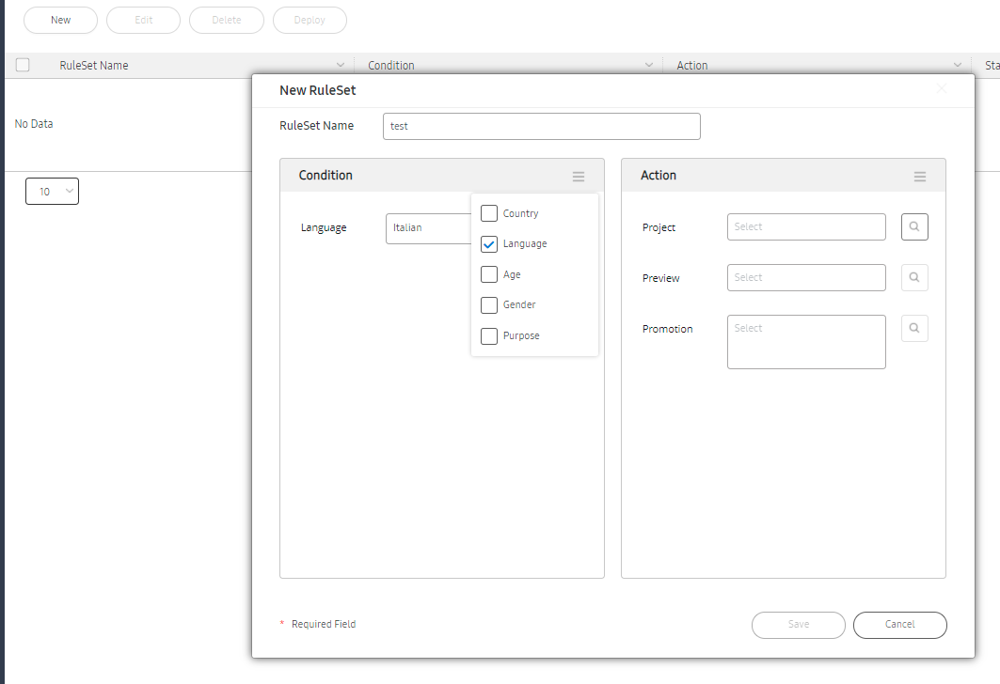 New Edit Delete Deploy
RuleSet Name Condition Action Sta
No Data
10
New RuleSet
RuleSet Name test
Condition Action
Language Italian
Country
Language
Age
Gender
Purpose
Project Select
Preview Select
Promotion Select
* Required Field Save Cancel